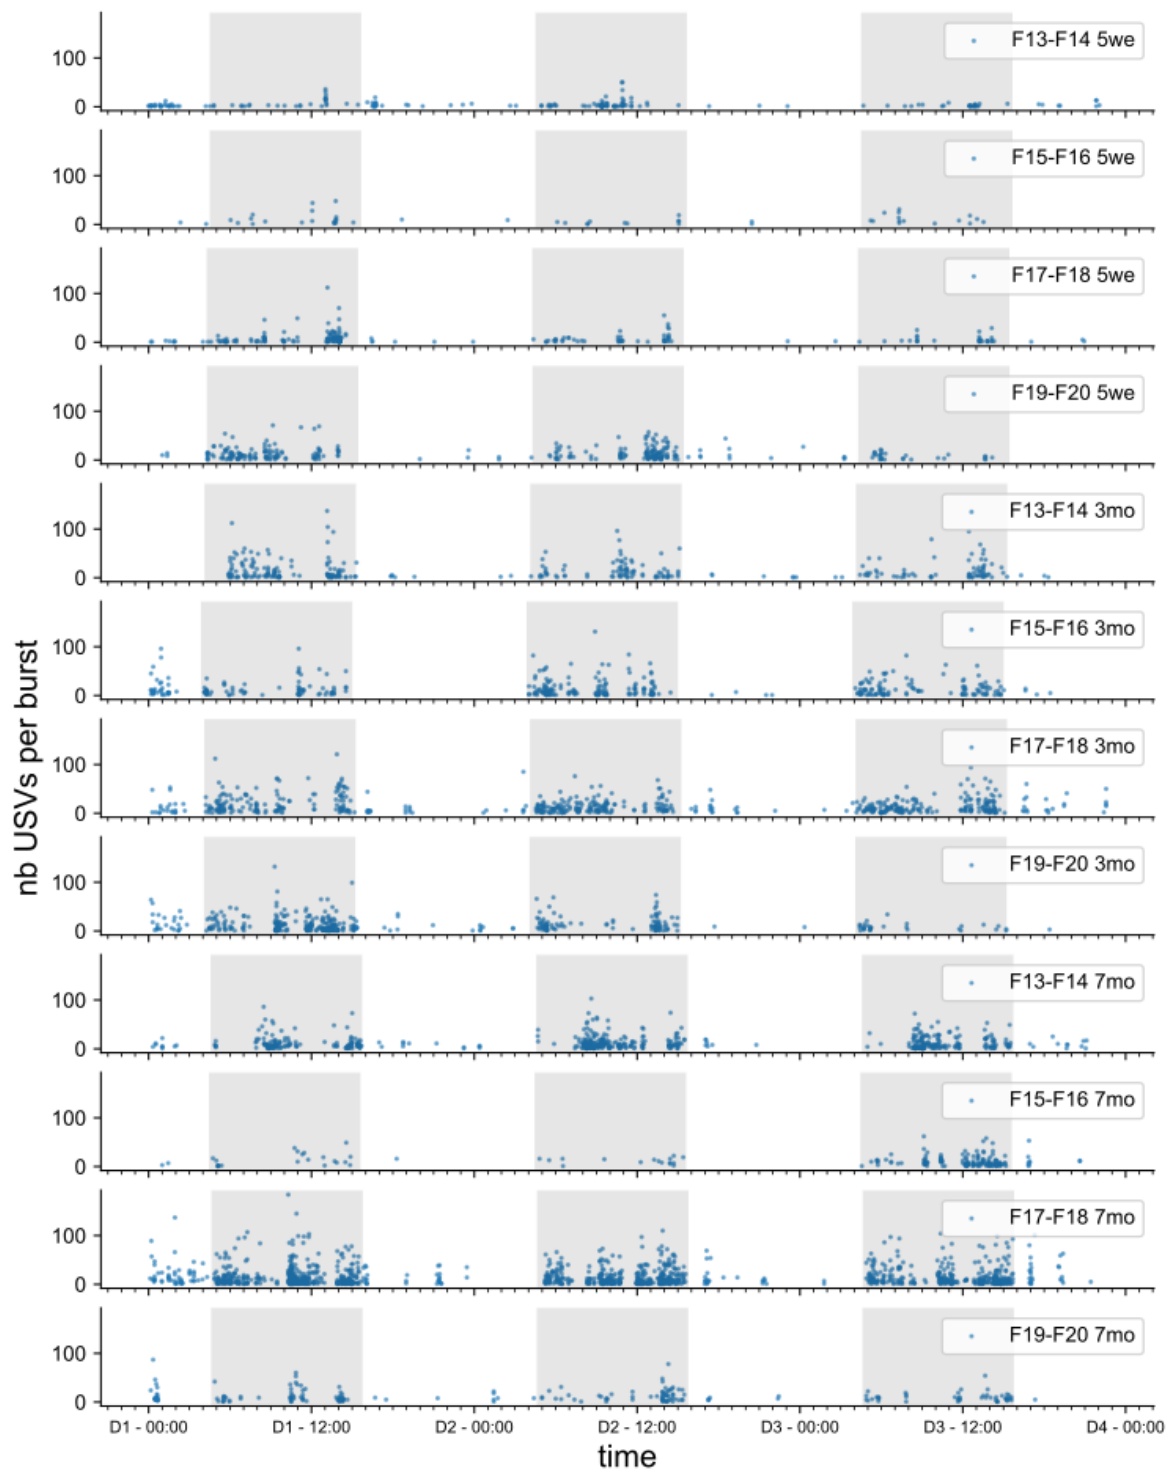 nb USVs per burst
100
0
F13-F14 5we
100
0
F15-F16 5we
100
0
F17-F18 5we
100
0
F19-F20 5we
100
0
F13-F14 3mo
100
0
F15-F16 3mo
100
0
F17-F18 3mo
100
0
F19-F20 3mo
100
0
F13-F14 7mo
100
0
F15-F16 7mo
100
0
F17-F18 7mo
100
0
F19-F20 7mo
D1 - 00:00 D1 - 12:00 D2 - 00:00 D2 - 12:00 D3 - 00:00 D3 - 12:00 D4 - 00:00
time